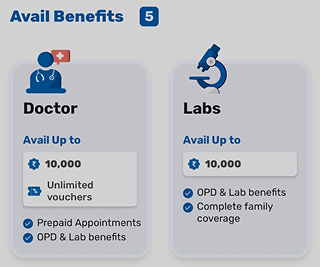 Avail Benefits 5
Doctor
Avail Up to
₹ 10,000
Unlimited
vouchers
Prepaid Appointments
OPD & Lab benefits
Labs
Avail Up to
₹ 10,000
OPD & Lab benefits
Complete family
coverage